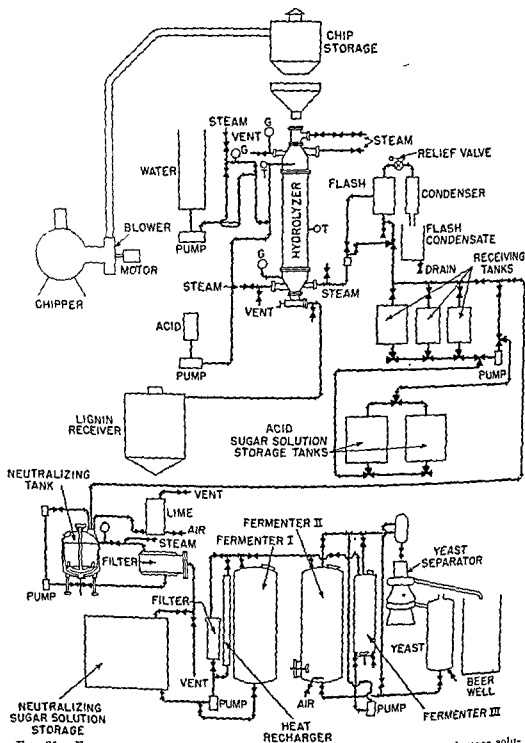 CHIP
STORAGE
STEAM
VENT
G
STEAM
G
T
RELIEF VALVE
WATER
FLASH
CONDENSER
BLOWER
HYDROLYZER
T
FLASH
CONDENSATE
PUMP
MOTOR
G
DRAIN
RECEIVING
TANKS
CHIPPER
STEAM
STEAM
VENT
ACID
PUMP
PUMP
LIGNIN
RECEIVER
ACID
SUGAR SOLUTION
STORAGE TANKS
NEUTRALIZING
TANK
VENT
LIME
AIR
FERMENTER II
STEAM
FERMENTER I
FILTER
YEAST
SEPARATOR
PUMP
FILTER
YEAST
VENT
AIR
BEER
WELL
PUMP
PUMP
NEUTRALIZING
SUGAR SOLUTION
STORAGE
HEAT
RECHARGER
FERMENTER III